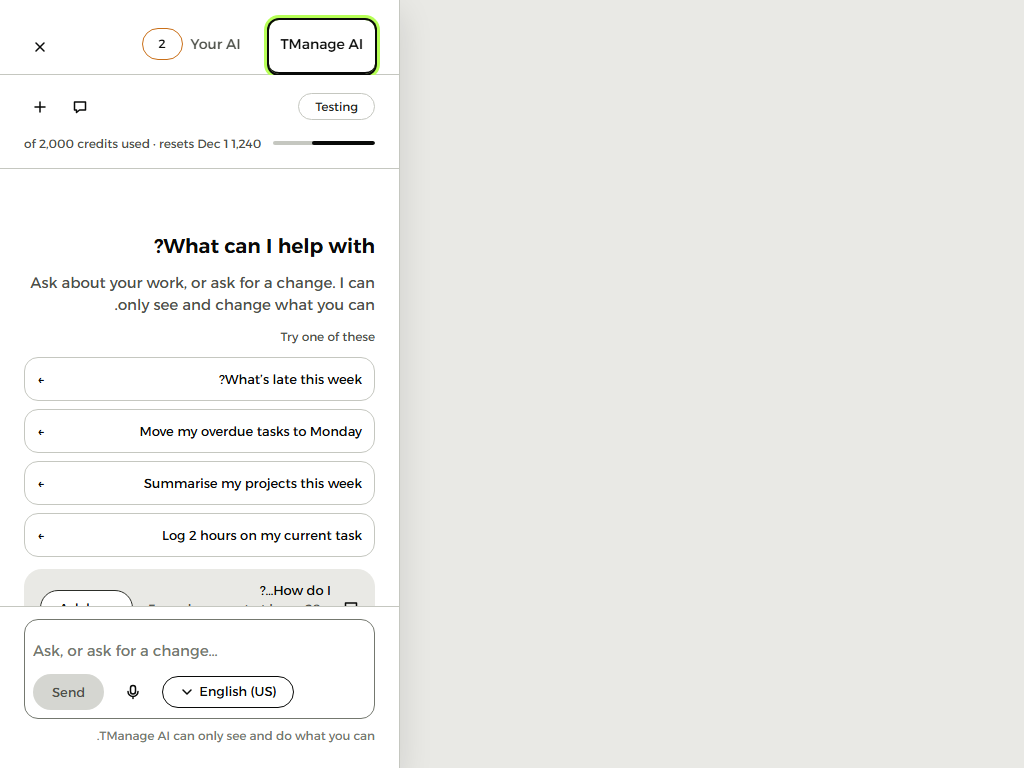 TManage AI
Your AI 2
Testing
of 2,000 credits used · resets Dec 1 1,240
What can I help with?
Ask about your work, or ask for a change. I can
only see and change what you can.
Try one of these
What's late this week?
Move my overdue tasks to Monday
Summarise my projects this week
Log 2 hours on my current task
How do I…?
Ask, or ask for a change…
English (US)
Send
TManage AI can only see and do what you can.